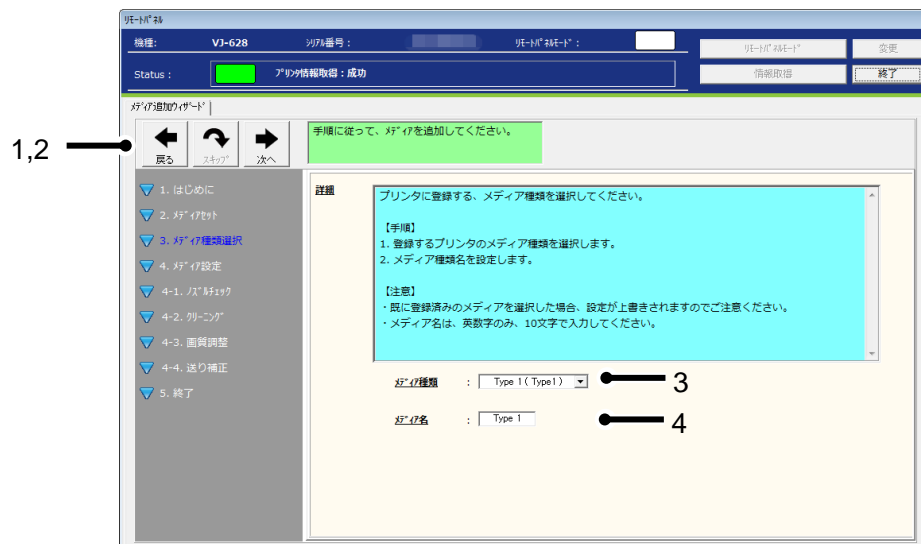 ﾘﾓｰﾄﾊﾟﾈﾙ
機種: VJ-628 ｼﾘｱﾙ番号： ﾘﾓｰﾄﾊﾟﾈﾙﾓｰﾄﾞ：
ﾘﾓｰﾄﾊﾟﾈﾙﾓｰﾄﾞ 変更
Status： ﾌﾟﾘﾝﾀ情報取得：成功
情報取得 終了
ﾒﾃﾞｨｱ追加ｳｨｻﾞｰﾄﾞ
1,2
戻る ｽｷｯﾌﾟ 次へ
手順に従って、ﾒﾃﾞｨｱを追加してください。
1. はじめに
2. ﾒﾃﾞｨｱｾｯﾄ
3. ﾒﾃﾞｨｱ種類選択
4. ﾒﾃﾞｨｱ設定
4-1. ﾉｽﾞﾙﾁｪｯｸ
4-2. ｸﾘｰﾆﾝｸﾞ
4-3. 画質調整
4-4. 送り補正
5. 終了
詳細
プリンタに登録する、メディア種類を選択してください。
【手順】
1. 登録するプリンタのメディア種類を選択します。
2. メディア種類名を設定します。
【注意】
・既に登録済みのメディアを選択した場合、設定が上書きされますのでご注意ください。
・メディア名は、英数字のみ、10文字で入力してください。
ﾒﾃﾞｨｱ種類 ： Type 1 ( Type1 ) 3
ﾒﾃﾞｨｱ名 ： Type 1 4